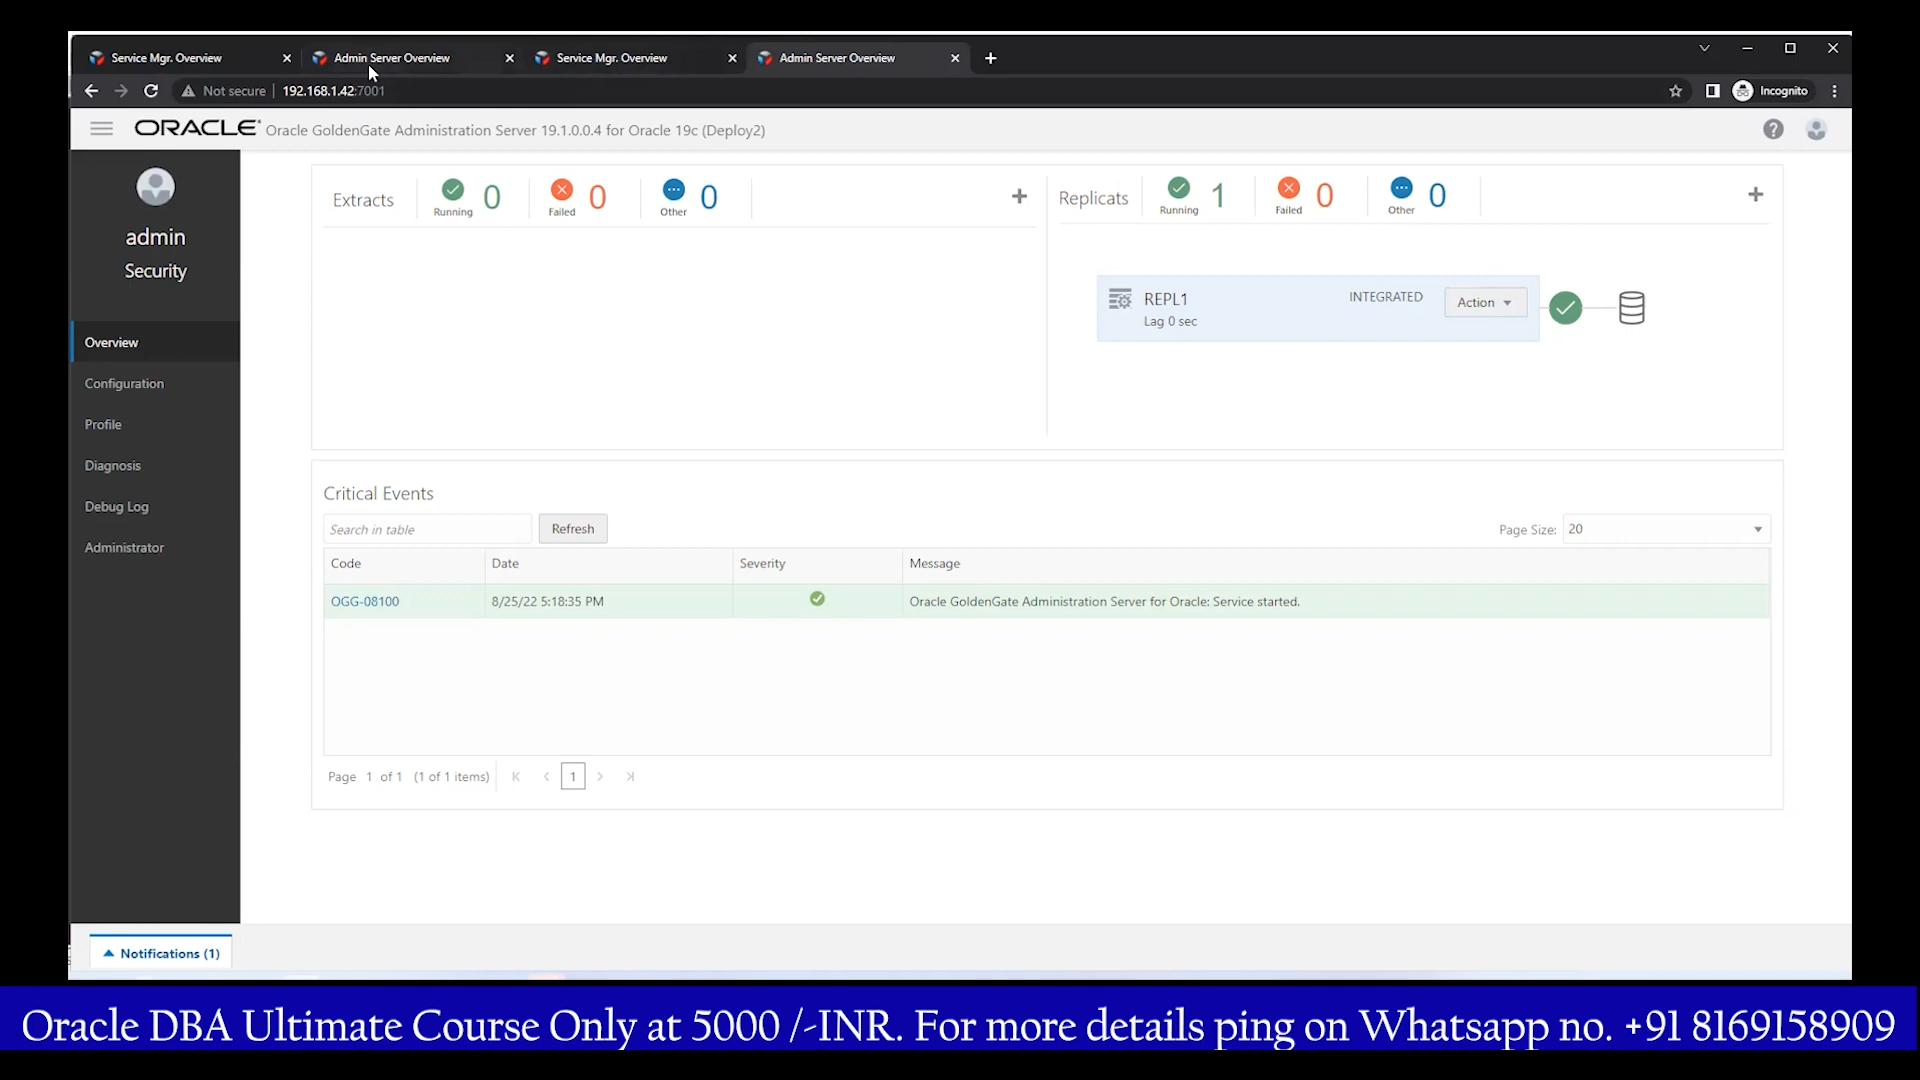 Service Mgr. Overview
Admin Server Overview
Service Mgr. Overview
Admin Server Overview
Not secure
192.168.1.42:7001
Incognito
ORACLE Oracle GoldenGate Administration Server 19.1.0.0.4 for Oracle 19c (Deploy2)
admin
Security
Overview
Configuration
Profile
Diagnosis
Debug Log
Administrator
Extracts
Running 0
Failed 0
Other 0
Replicats
Running 1
Failed 0
Other 0
REPL1
Lag 0 sec
INTEGRATED
Action
Critical Events
Search in table
Refresh
Page Size: 20
Code Date Severity Message
OGG-08100 8/25/22 5:18:35 PM Oracle GoldenGate Administration Server for Oracle: Service started.
Page 1 of 1 (1 of 1 items) 1
Notifications (1)
Oracle DBA Ultimate Course Only at 5000 /-INR. For more details ping on Whatsapp no. +91 8169158909